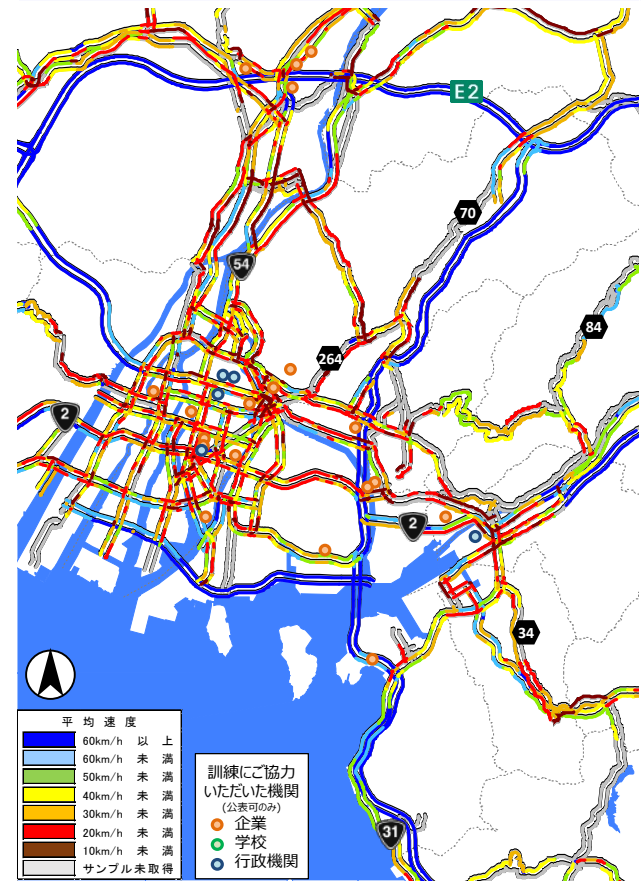 E2
70
54
84
264
2
2
34
31
平均速度
60km/h 以上
60km/h 未満
50km/h 未満
40km/h 未満
30km/h 未満
20km/h 未満
10km/h 未満
サンプル未取得
訓練にご協力
いただいた機関
(公表可のみ)
企業
学校
行政機関